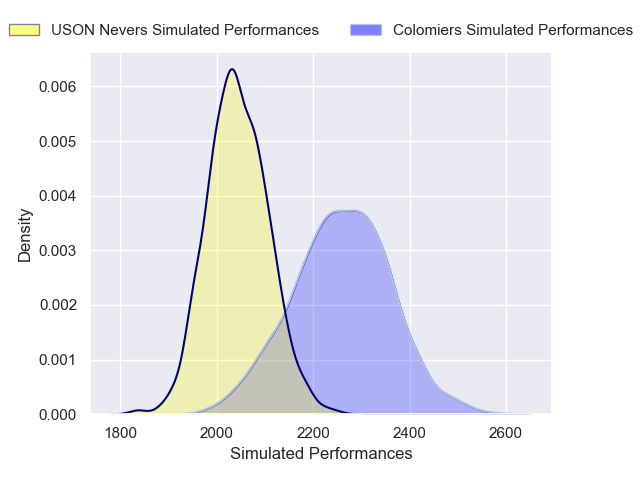 USON Nevers Simulated Performances
Colomiers Simulated Performances
0.006
0.005
0.004
0.003
0.002
0.001
0.000
Density
1800 2000 2200 2400 2600
Simulated Performances